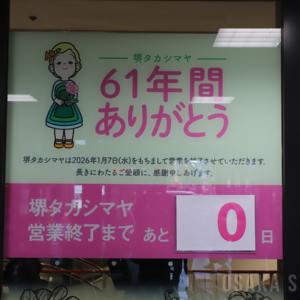 堺タカシマヤ
61年間
ありがとう
堺タカシマヤは2026年1月7日(水)をもちまして営業を終了させていただきます。
長きにわたるご愛顧に、感謝申しあげます。
堺タカシマヤ
営業終了まで あと 0 日
OSAKA S